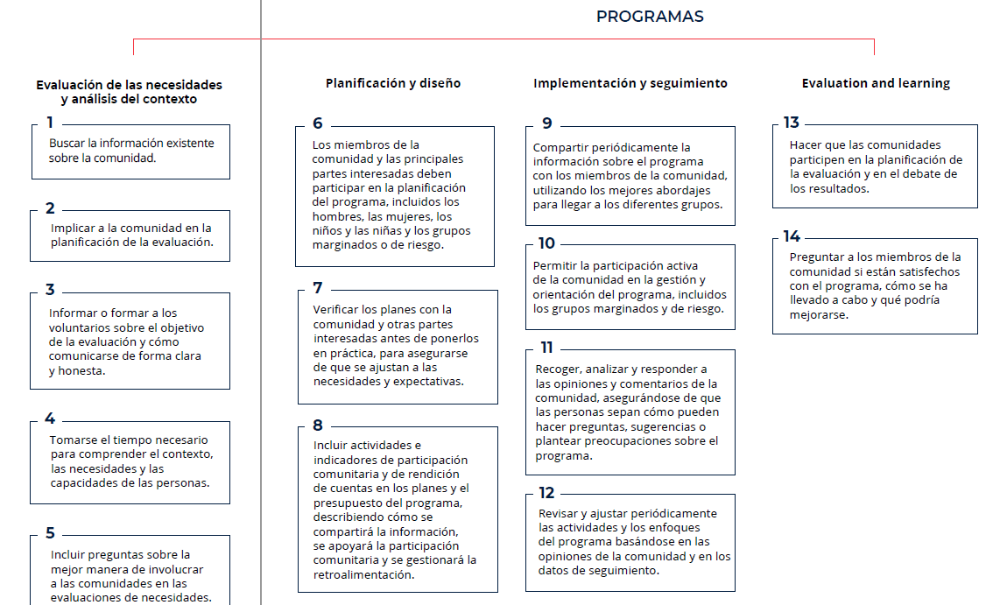 PROGRAMAS
Evaluación de las necesidades
y análisis del contexto
1
Buscar la información existente
sobre la comunidad.
2
Implicar a la comunidad en la
planificación de la evaluación.
3
Informar o formar a los
voluntarios sobre el objetivo
de la evaluación y cómo
comunicarse de forma clara
y honesta.
4
Tomarse el tiempo necesario
para comprender el contexto,
las necesidades y las
capacidades de las personas.
5
Incluir preguntas sobre la
mejor manera de involucrar
a las comunidades en las
evaluaciones de necesidades.
Planificación y diseño
6
Los miembros de la
comunidad y las principales
partes interesadas deben
participar en la planificación
del programa, incluidos los
hombres, las mujeres, los
niños y las niñas y los grupos
marginados o de riesgo.
7
Verificar los planes con la
comunidad y otras partes
interesadas antes de ponerlos
en práctica, para asegurarse
de que se ajustan a las
necesidades y expectativas.
8
Incluir actividades e
indicadores de participación
comunitaria y de rendición
de cuentas en los planes y el
presupuesto del programa,
describiendo cómo se
compartirá la información,
se apoyará la participación
comunitaria y se gestionará la
retroalimentación.
Implementación y seguimiento
9
Compartir periódicamente la
información sobre el programa
con los miembros de la comunidad,
utilizando los mejores abordajes
para llegar a los diferentes grupos.
10
Permitir la participación activa
de la comunidad en la gestión y
orientación del programa, incluidos
los grupos marginados y de riesgo.
11
Recoger, analizar y responder a
las opiniones y comentarios de la
comunidad, asegurándose de que
las personas sepan cómo pueden
hacer preguntas, sugerencias o
plantear preocupaciones sobre el
programa.
12
Revisar y ajustar periódicamente
las actividades y los enfoques
del programa basándose en las
opiniones de la comunidad y en los
datos de seguimiento.
Evaluation and learning
13
Hacer que las comunidades
participen en la planificación de
la evaluación y en el debate de
los resultados.
14
Preguntar a los miembros de la
comunidad si están satisfechos
con el programa, cómo se ha
llevado a cabo y qué podría
mejorarse.